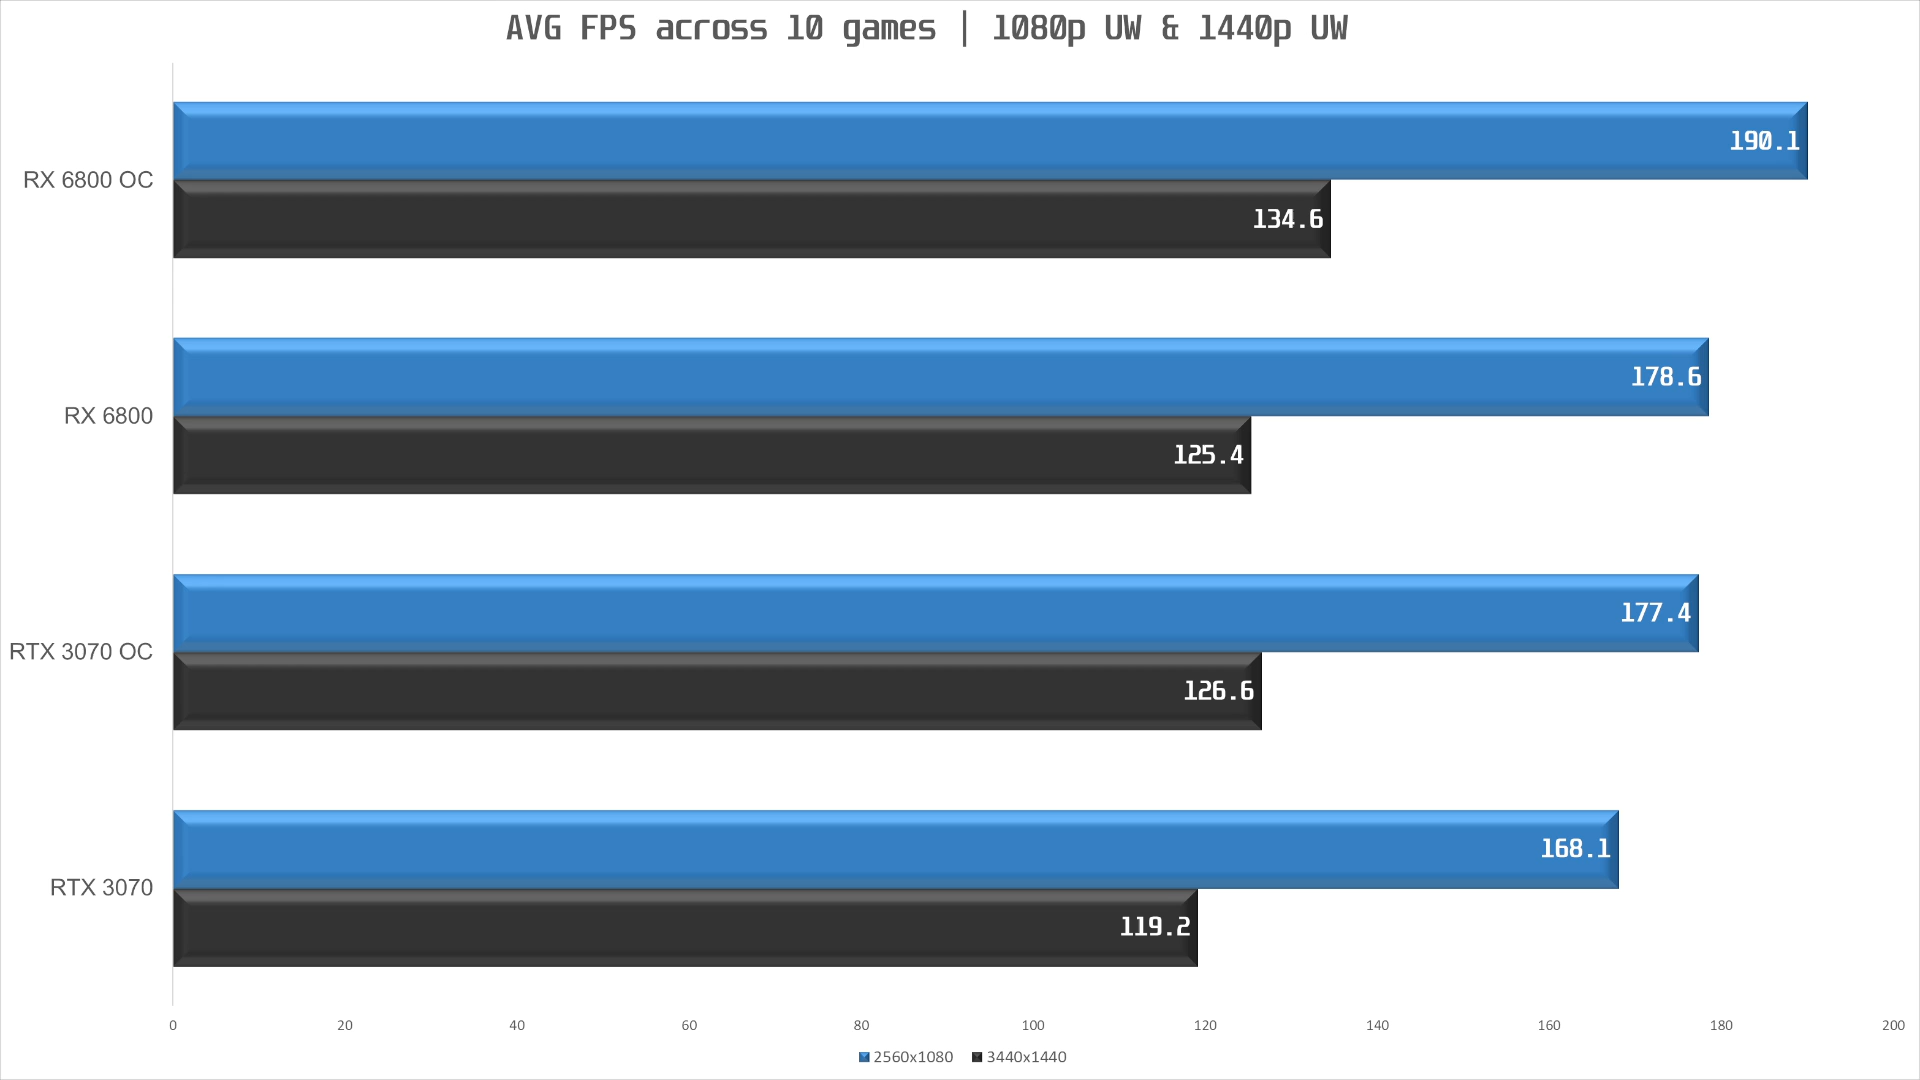 AVG FPS across 10 games | 1080p UW & 1440p UW
RX 6800 OC
190.1
134.6
RX 6800
178.6
125.4
RTX 3070 OC
177.4
126.6
RTX 3070
168.1
119.2
0 20 40 60 80 100 120 140 160 180 200
2560x1080 3440x1440